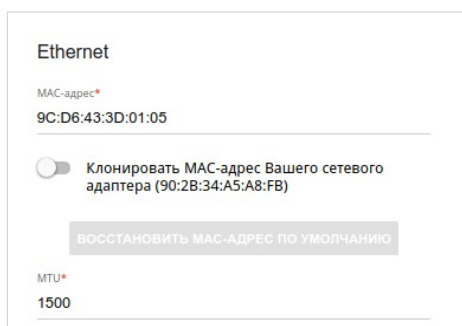 Ethernet
MAC-адрес*
9C:D6:43:3D:01:05
Клонировать MAC-адрес Вашего сетевого
адаптера (90:2B:34:A5:A8:FB)
ВОССТАНОВИТЬ MAC-АДРЕС ПО УМОЛЧАНИЮ
MTU*
1500